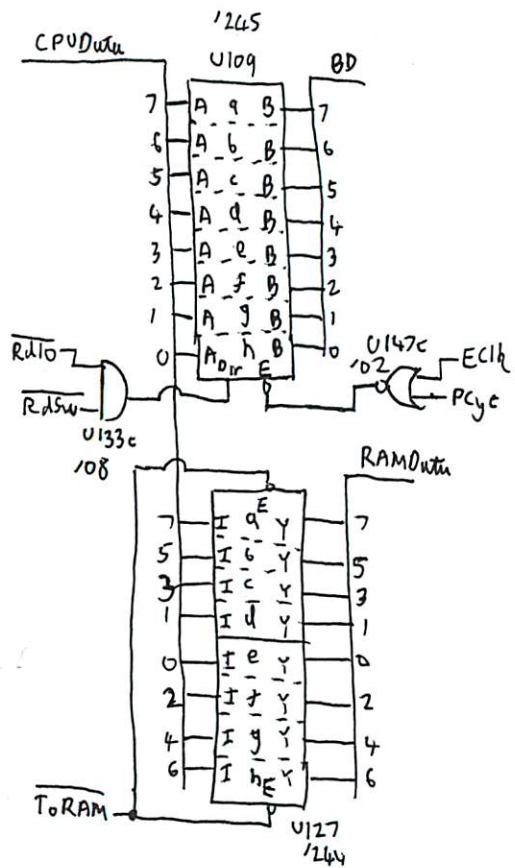 '245
CPUData
U109
BD
7 A a B 7
6 A b B 6
5 A c B 5
4 A d B 4
3 A e B 3
2 A f B 2
1 A g B 1
0 A h B 0
Dir E
RdIO
RdSw
U133c
'08
U147c
'02
EClk
PCyc
RAMData
E
7 I a Y 7
5 I b Y 5
3 I c Y 3
1 I d Y 1
0 I e Y 0
2 I f Y 2
4 I g Y 4
6 I h Y 6
E
ToRAM
U127
'244